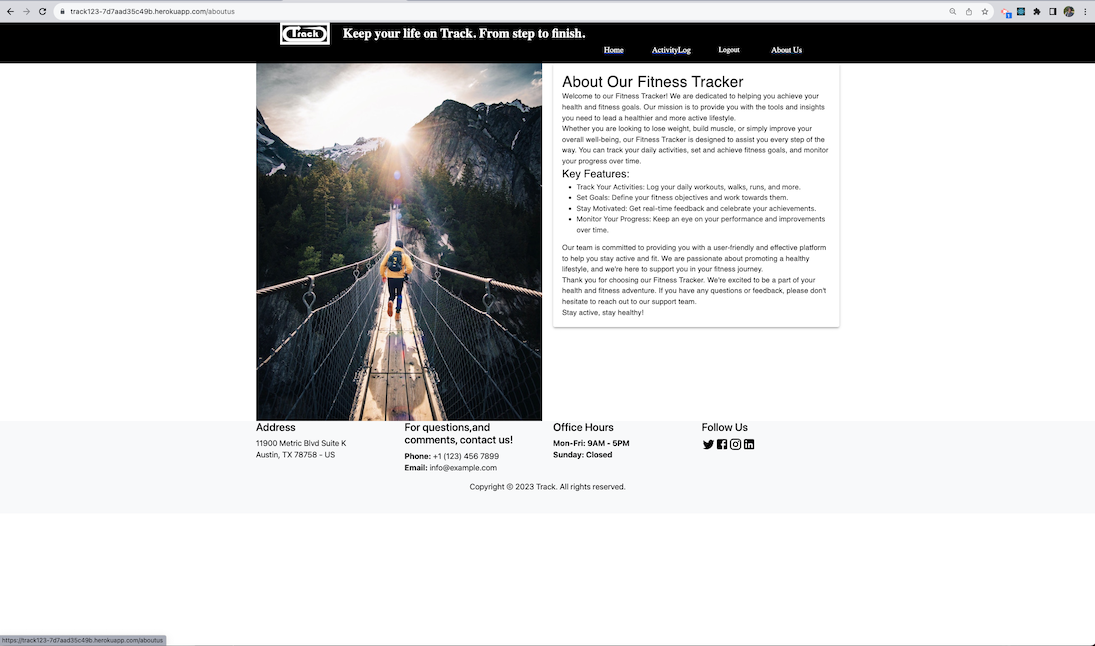 track123-7d7aad35c49b.herokuapp.com/aboutus
Track
Keep your life on Track. From step to finish.
Home ActivityLog Logout About Us
About Our Fitness Tracker
Welcome to our Fitness Tracker! We are dedicated to helping you achieve your
health and fitness goals. Our mission is to provide you with the tools and insights
you need to lead a healthier and more active lifestyle.
Whether you are looking to lose weight, build muscle, or simply improve your
overall well-being, our Fitness Tracker is designed to assist you every step of the
way. You can track your daily activities, set and achieve fitness goals, and monitor
your progress over time.
Key Features:
• Track Your Activities: Log your daily workouts, walks, runs, and more.
• Set Goals: Define your fitness objectives and work towards them.
• Stay Motivated: Get real-time feedback and celebrate your achievements.
• Monitor Your Progress: Keep an eye on your performance and improvements
over time.
Our team is committed to providing you with a user-friendly and effective platform
to help you stay active and fit. We are passionate about promoting a healthy
lifestyle, and we're here to support you in your fitness journey.
Thank you for choosing our Fitness Tracker. We're excited to be a part of your
health and fitness adventure. If you have any questions or feedback, please don't
hesitate to reach out to our support team.
Stay active, stay healthy!
Address
11900 Metric Blvd Suite K
Austin, TX 78758 - US
For questions,and
comments, contact us!
Phone: +1 (123) 456 7899
Email: info@example.com
Office Hours
Mon-Fri: 9AM - 5PM
Sunday: Closed
Follow Us
Copyright © 2023 Track. All rights reserved.
https://track123-7d7aad35c49b.herokuapp.com/aboutus